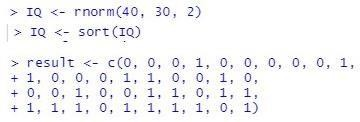 > IQ <- rnorm(40, 30, 2)
> IQ <- sort(IQ)
> result <- c(0, 0, 0, 1, 0, 0, 0, 0, 0, 1,
+ 1, 0, 0, 0, 1, 1, 0, 0, 1, 0,
+ 0, 0, 1, 0, 0, 1, 1, 0, 1, 1,
+ 1, 1, 1, 0, 1, 1, 1, 1, 0, 1)